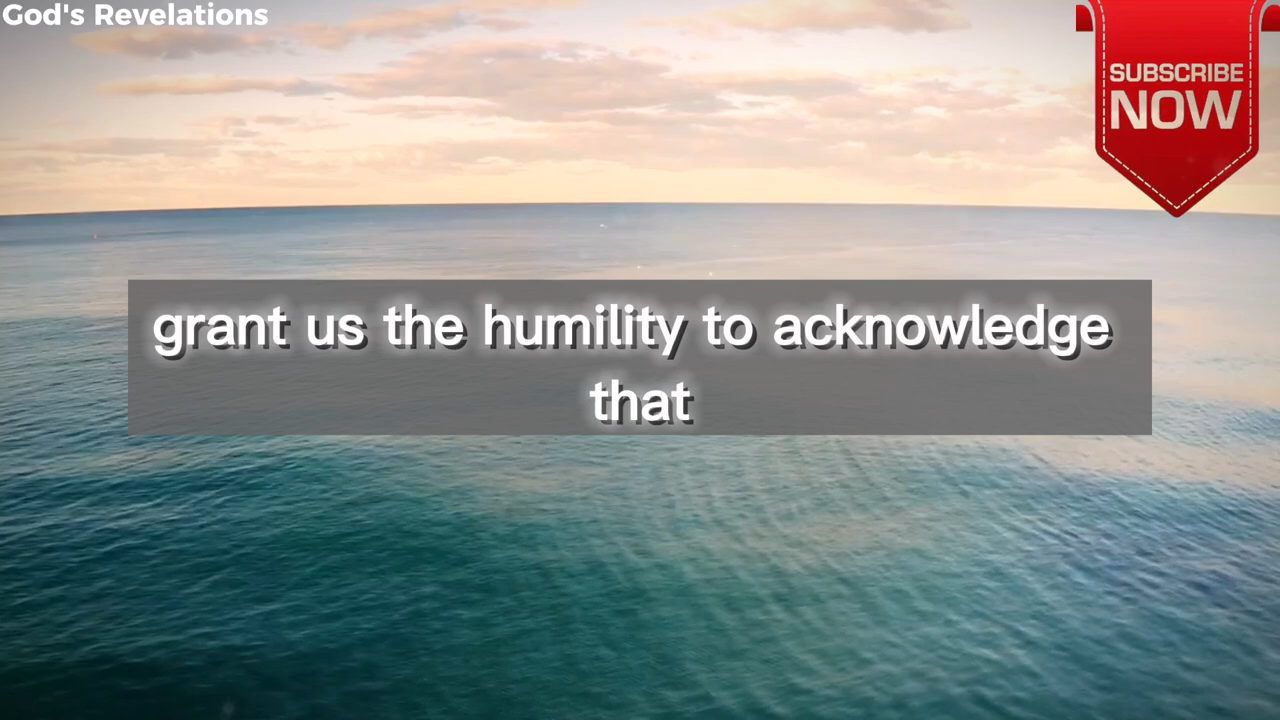 God's Revelations
SUBSCRIBE
NOW
grant us the humility to acknowledge
that